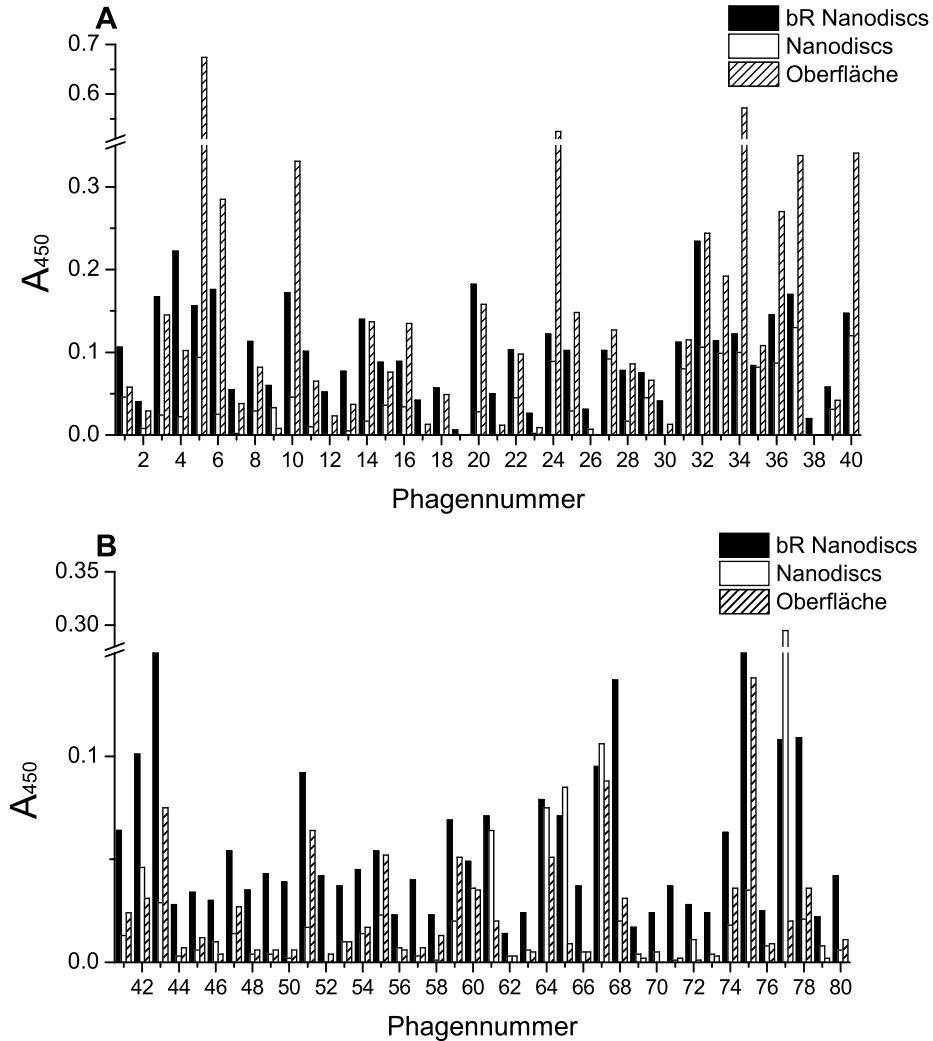 A
bR Nanodiscs
Nanodiscs
Oberfläche
0.7
0.6
0.3
0.2
0.1
0.0
A450
2 4 6 8 10 12 14 16 18 20 22 24 26 28 30 32 34 36 38 40
Phagennummer
B
bR Nanodiscs
Nanodiscs
Oberfläche
0.35
0.30
0.1
0.0
A450
42 44 46 48 50 52 54 56 58 60 62 64 66 68 70 72 74 76 78 80
Phagennummer